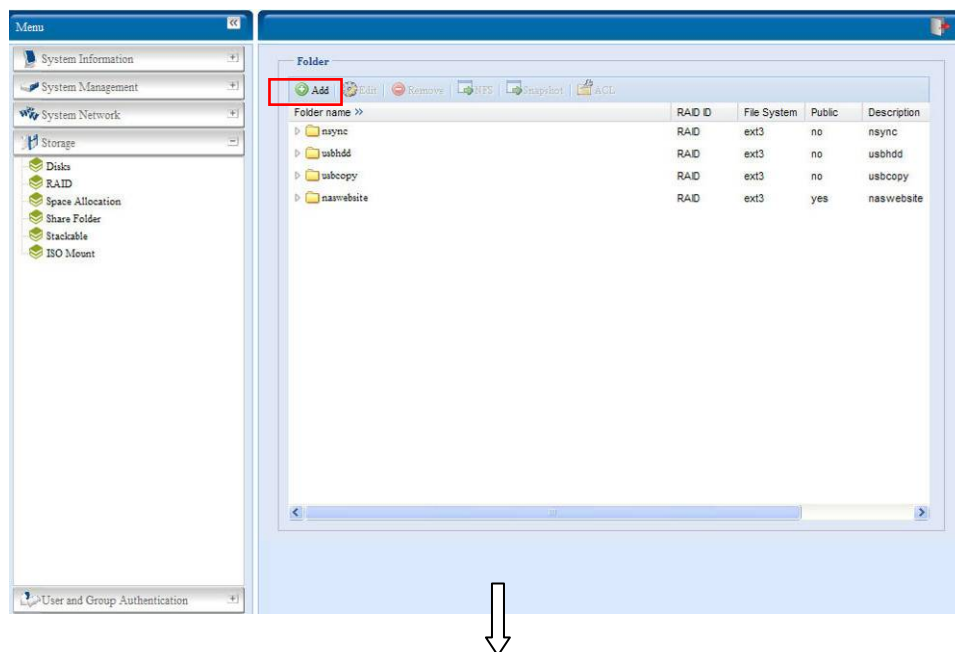 Menu
System Information
System Management
System Network
Storage
Disks
RAID
Space Allocation
Share Folder
Stackable
ISO Mount
User and Group Authentication
Folder
Add Edit Remove NFS Snapshot ACL
Folder name >> RAID ID File System Public Description
nsync RAID ext3 no nsync
usbhdd RAID ext3 no usbhdd
usbcopy RAID ext3 no usbcopy
naswebsite RAID ext3 yes naswebsite